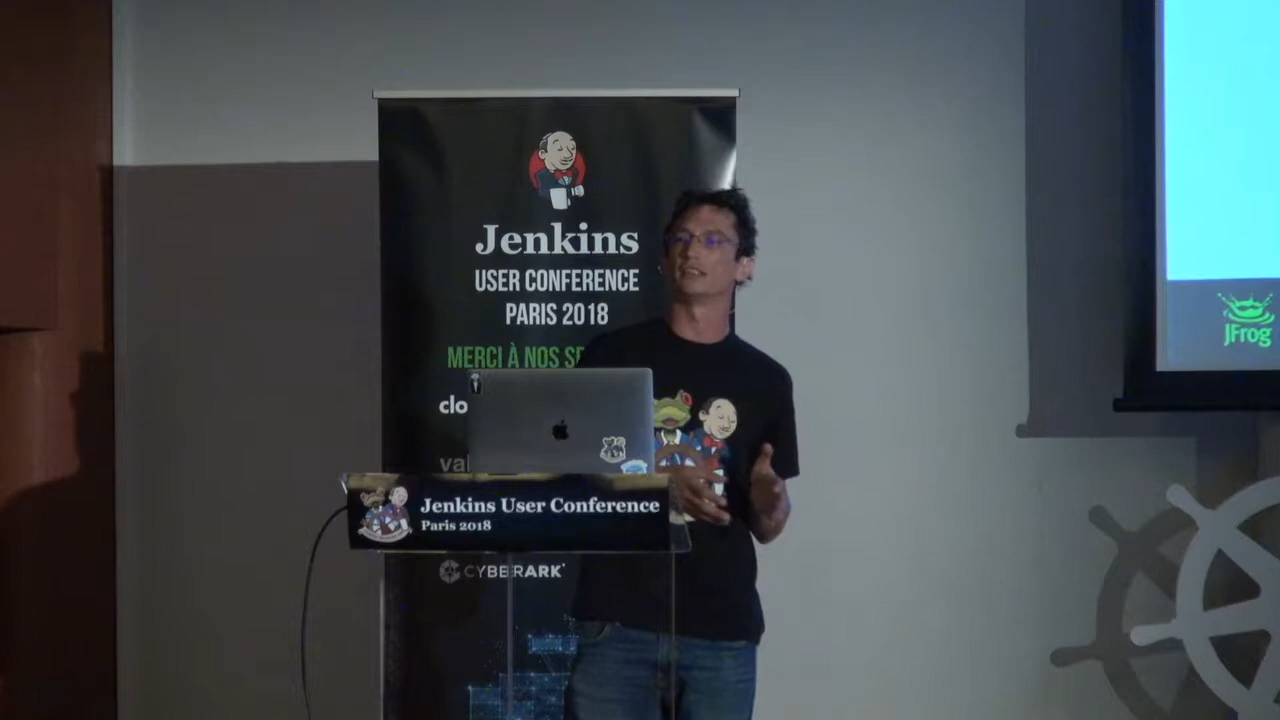 Jenkins
USER CONFERENCE
PARIS 2018
MERCI À NOS
clo
val
Jenkins User Conference
Paris 2018
CYBERARK
JFrog